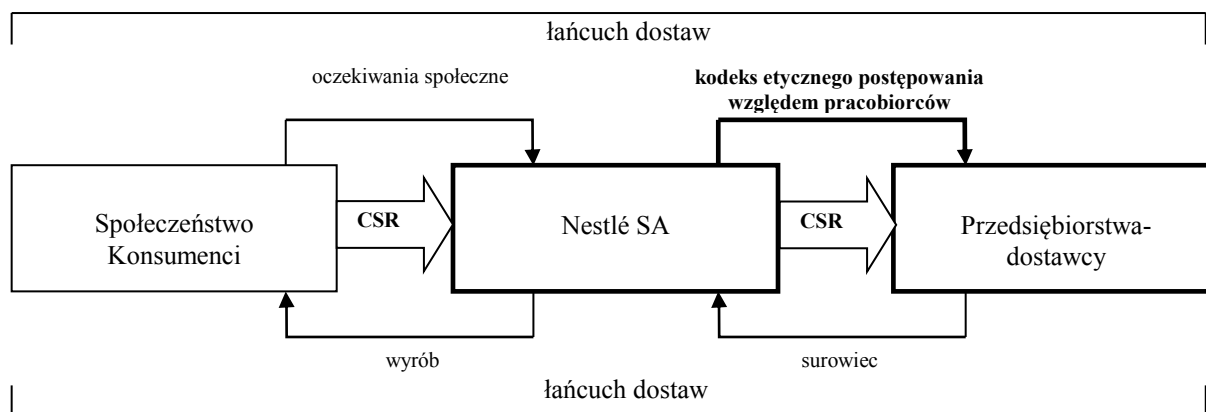 łańcuch dostaw
oczekiwania społeczne
kodeks etycznego postępowania
względem pracobiorców
Społeczeństwo
Konsumenci
CSR
Nestlé SA
CSR
Przedsiębiorstwa-
dostawcy
wyrób
surowiec
łańcuch dostaw